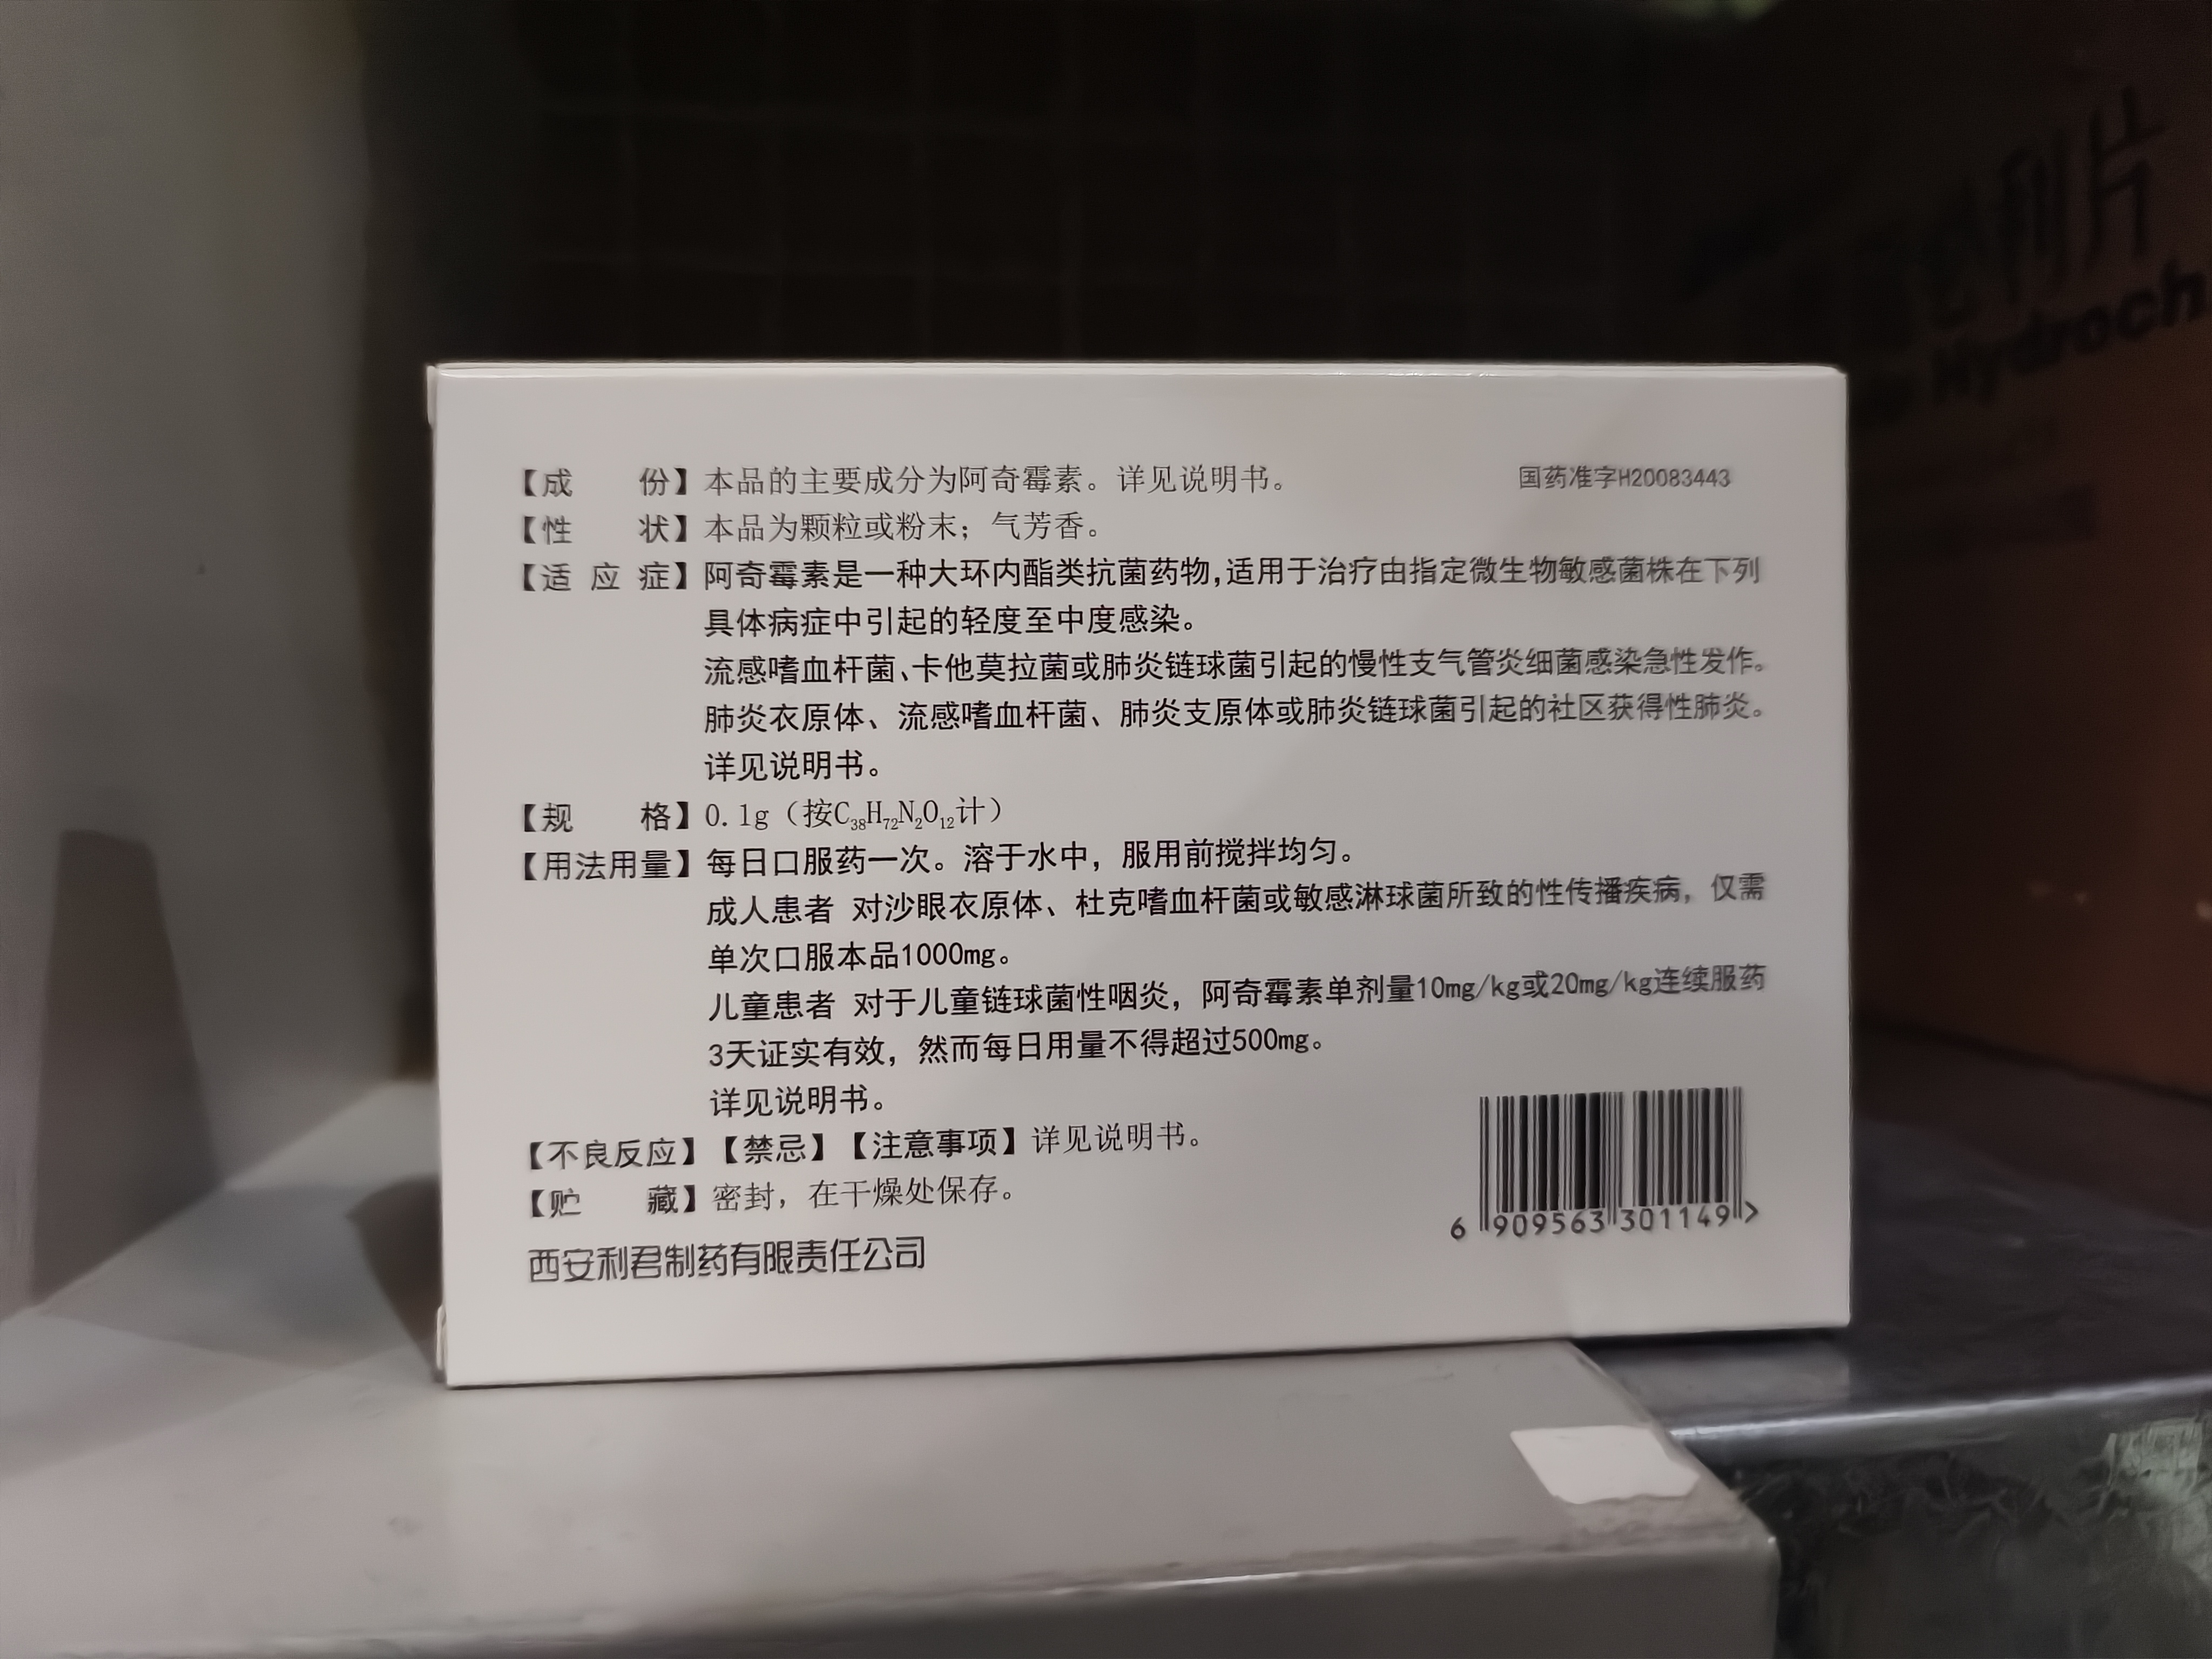 【成 份】本品的主要成分为阿奇霉素。详见说明书。 国药准字H20083443
【性 状】本品为颗粒或粉末；气芳香。
【适应症】阿奇霉素是一种大环内酯类抗菌药物,适用于治疗由指定微生物敏感菌株在下列
具体病症中引起的轻度至中度感染。
流感嗜血杆菌、卡他莫拉菌或肺炎链球菌引起的慢性支气管炎细菌感染急性发作。
肺炎衣原体、流感嗜血杆菌、肺炎支原体或肺炎链球菌引起的社区获得性肺炎。
详见说明书。
【规 格】0.1g（按C₃₈H₇₂N₂O₁₂计）
【用法用量】每日口服药一次。溶于水中，服用前搅拌均匀。
成人患者 对沙眼衣原体、杜克嗜血杆菌或敏感淋球菌所致的性传播疾病，仅需
单次口服本品1000mg。
儿童患者 对于儿童链球菌性咽炎，阿奇霉素单剂量10mg/kg或20mg/kg连续服药
3天证实有效，然而每日用量不得超过500mg。
详见说明书。
【不良反应】【禁忌】【注意事项】详见说明书。
【贮 藏】密封，在干燥处保存。
西安利君制药有限责任公司
6 909563 301149
利片
Hydroch